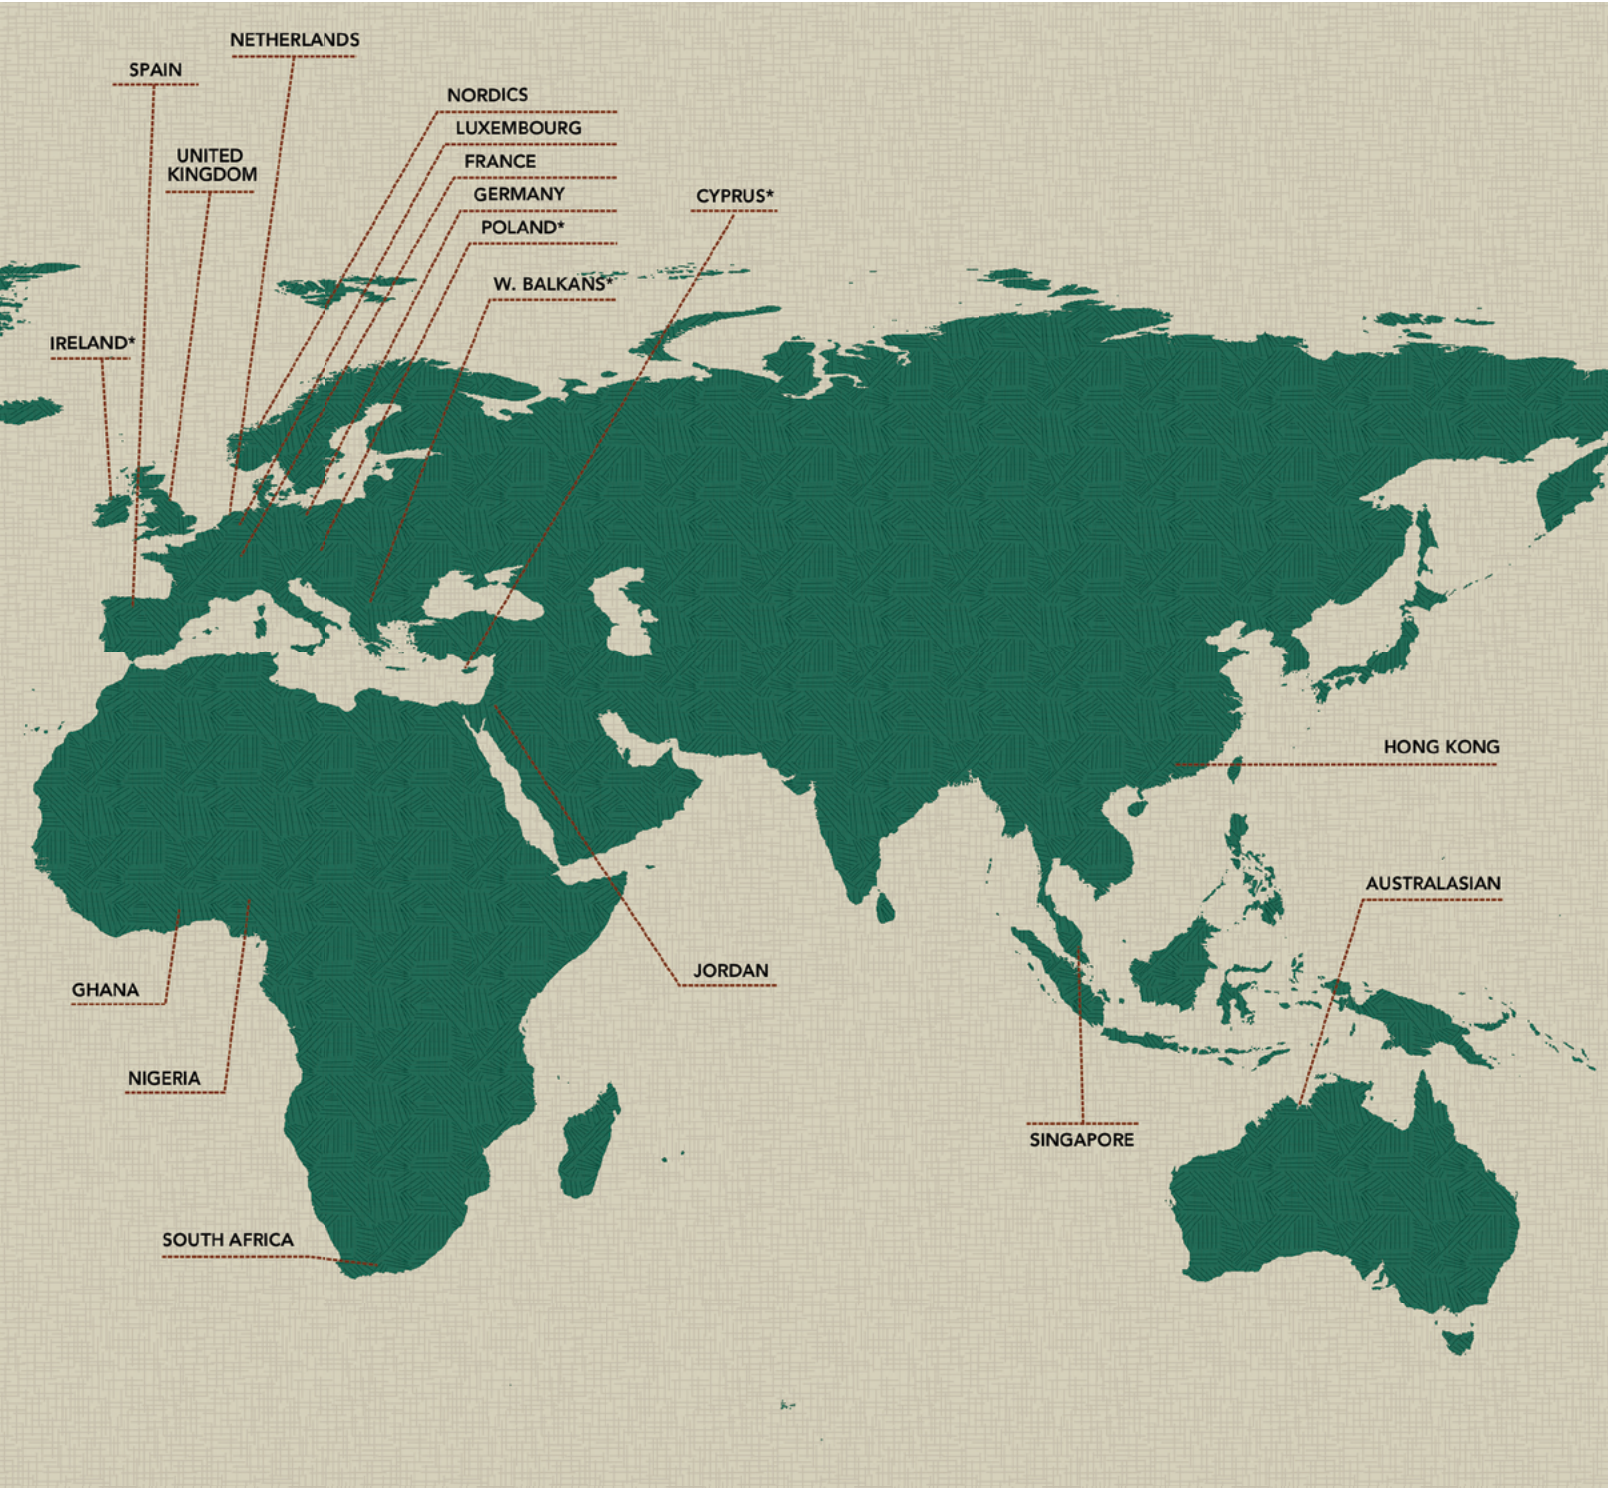 NETHERLANDS
SPAIN
NORDICS
LUXEMBOURG
UNITED
KINGDOM
FRANCE
GERMANY
CYPRUS*
POLAND*
W. BALKANS*
IRELAND*
HONG KONG
AUSTRALASIAN
JORDAN
GHANA
NIGERIA
SINGAPORE
SOUTH AFRICA